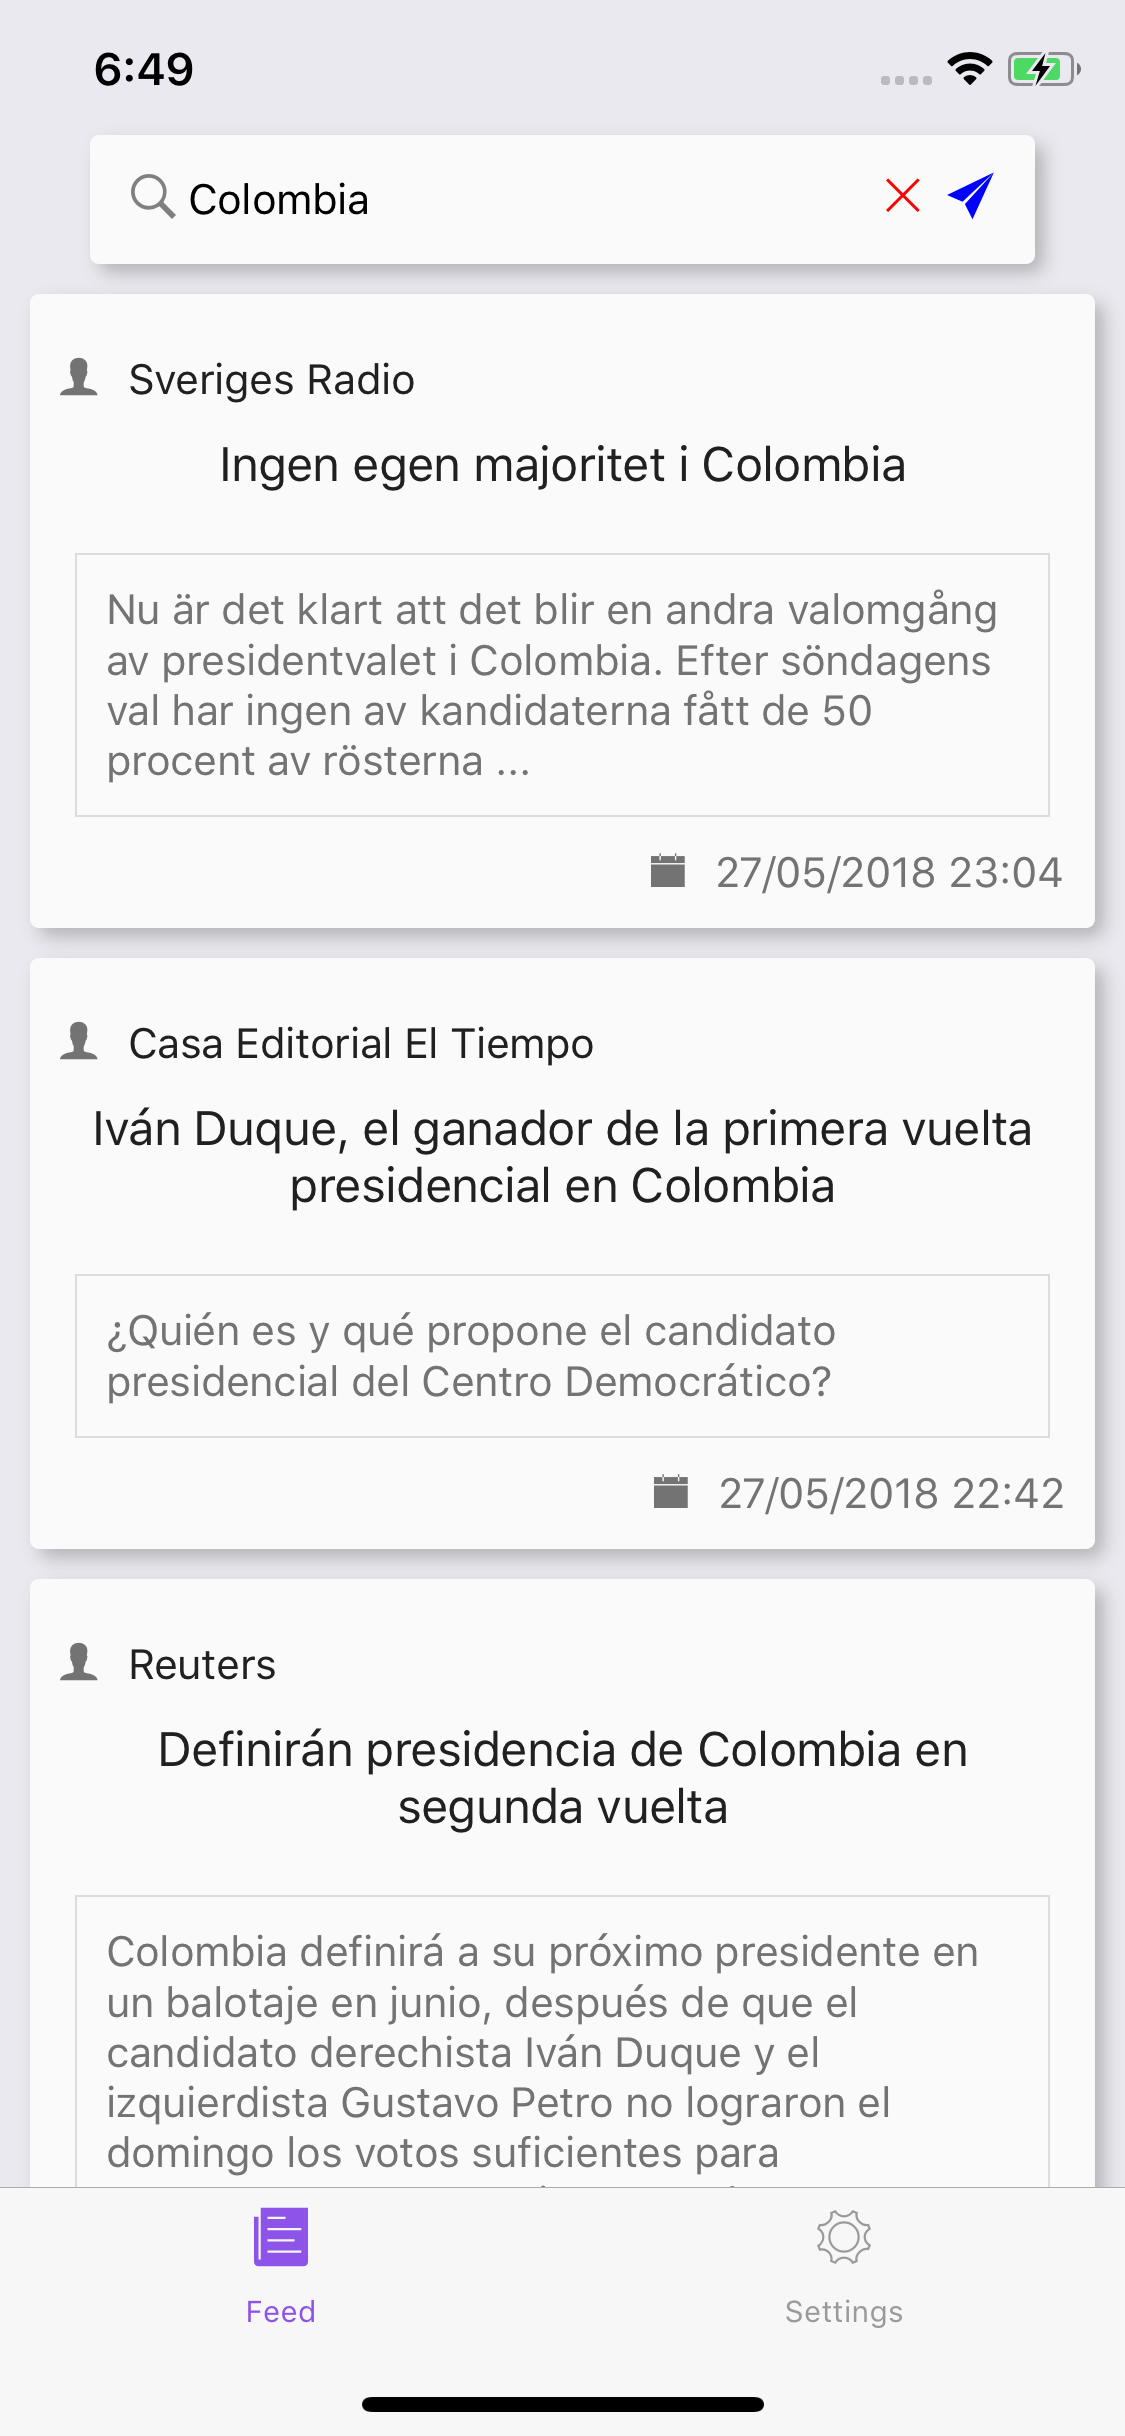 6:49
Colombia
Sveriges Radio
Ingen egen majoritet i Colombia
Nu är det klart att det blir en andra valomgång
av presidentvalet i Colombia. Efter söndagens
val har ingen av kandidaterna fått de 50
procent av rösterna ...
27/05/2018 23:04
Casa Editorial El Tiempo
Iván Duque, el ganador de la primera vuelta
presidencial en Colombia
¿Quién es y qué propone el candidato
presidencial del Centro Democrático?
27/05/2018 22:42
Reuters
Definirán presidencia de Colombia en
segunda vuelta
Colombia definirá a su próximo presidente en
un balotaje en junio, después de que el
candidato derechista Iván Duque y el
izquierdista Gustavo Petro no lograron el
domingo los votos suficientes para
Feed
Settings